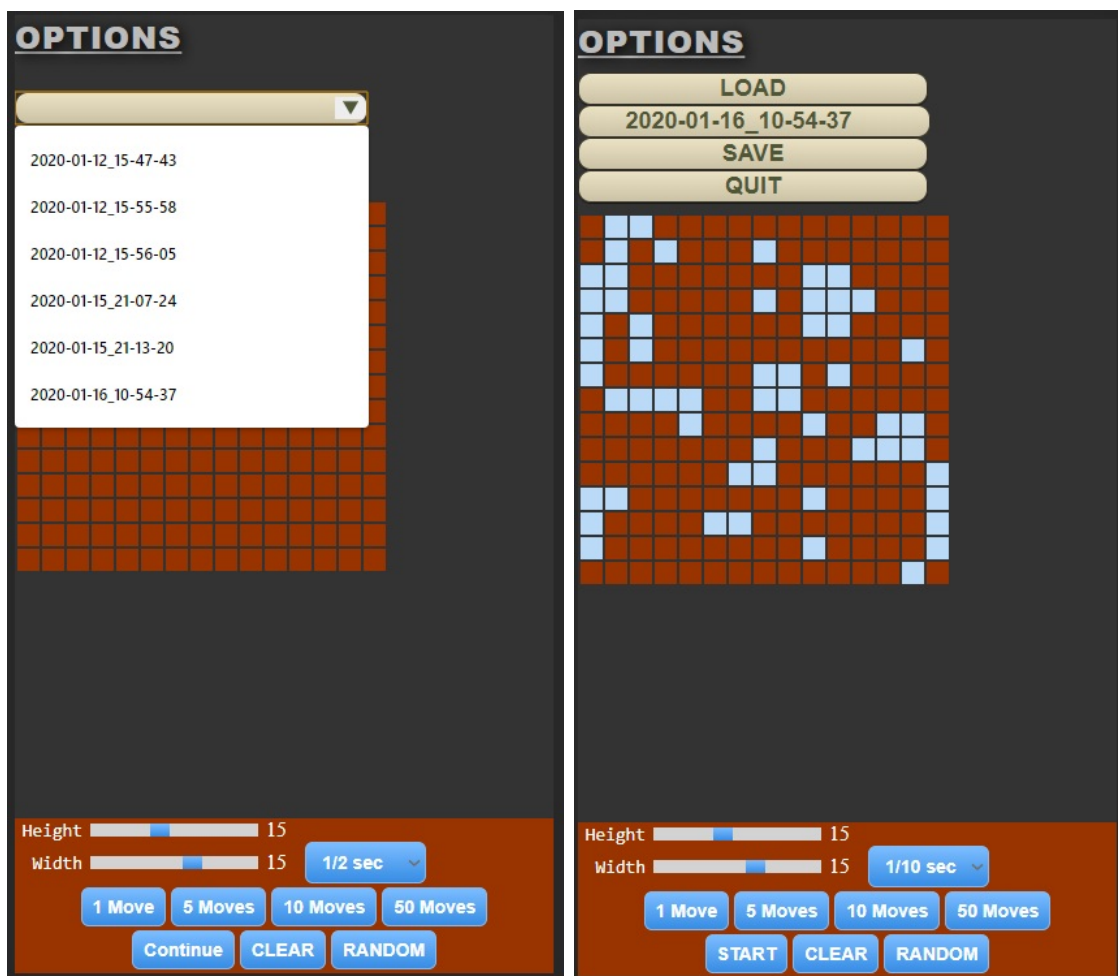 OPTIONS
▼
2020-01-12_15-47-43
2020-01-12_15-55-58
2020-01-12_15-56-05
2020-01-15_21-07-24
2020-01-15_21-13-20
2020-01-16_10-54-37
Height 15
Width 15 1/2 sec
1 Move 5 Moves 10 Moves 50 Moves
Continue CLEAR RANDOM
OPTIONS
LOAD
2020-01-16_10-54-37
SAVE
QUIT
Height 15
Width 15 1/10 sec
1 Move 5 Moves 10 Moves 50 Moves
START CLEAR RANDOM